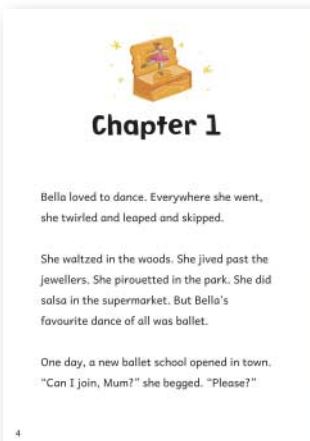 Chapter 1
Bella loved to dance. Everywhere she went,
she twirled and leaped and skipped.
She waltzed in the woods. She jived past the
jewellers. She pirouetted in the park. She did
salsa in the supermarket. But Bella's
favourite dance of all was ballet.
One day, a new ballet school opened in town.
"Can I join, Mum?" she begged. "Please?"
4